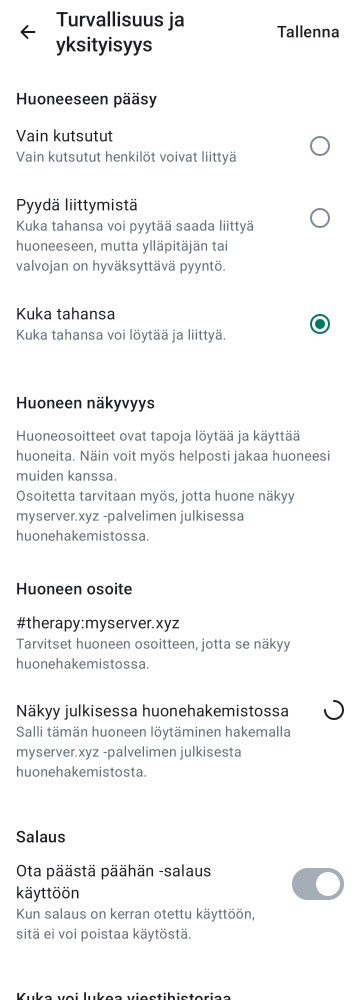 Turvallisuus ja
yksityisyys
Tallenna
Huoneeseen pääsy
Vain kutsutut
Vain kutsutut henkilöt voivat liittyä
Pyydä liittymistä
Kuka tahansa voi pyytää saada liittyä
huoneeseen, mutta ylläpitäjän tai
valvojan on hyväksyttävä pyyntö.
Kuka tahansa
Kuka tahansa voi löytää ja liittyä.
Huoneen näkyvyys
Huoneosoitteet ovat tapoja löytää ja käyttää
huoneita. Näin voit myös helposti jakaa huoneesi
muiden kanssa.
Osoitetta tarvitaan myös, jotta huone näkyy
myserver.xyz -palvelimen julkisessa
huonehakemistossa.
Huoneen osoite
#therapy:myserver.xyz
Tarvitset huoneen osoitteen, jotta se näkyy
huonehakemistossa.
Näkyy julkisessa huonehakemistossa
Salli tämän huoneen löytäminen hakemalla
myserver.xyz -palvelimen julkisesta
huonehakemistosta.
Salaus
Ota päästä päähän -salaus
käyttöön
Kun salaus on kerran otettu käyttöön,
sitä ei voi poistaa käytöstä.
Kuka voi lukea viestihistoriaa